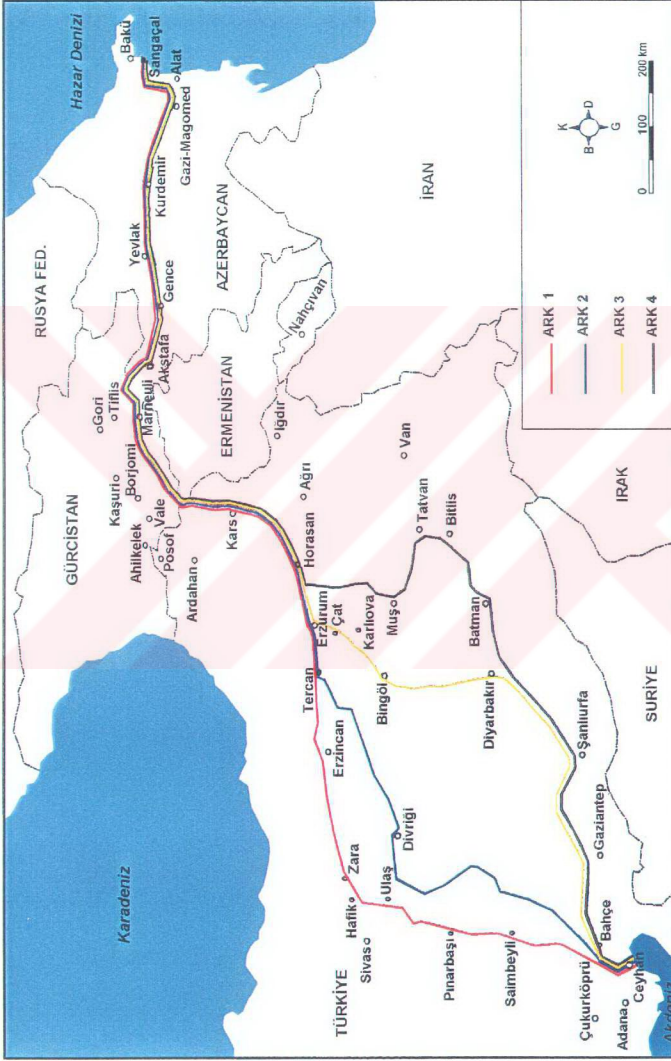 Karadeniz
Hazar Denizi
RUSYA FED.
GÜRCİSTAN
ERMENİSTAN
AZERBAYCAN
İRAN
IRAK
SURİYE
TÜRKİYE
Bakü
Sangaçal
Alat
Gazi-Magomed
Kurdemir
Yevlak
Gence
Akstafa
Nahçıvan
Gori
Tiflis
Marneuli
Kaşuri
Borjomi
Vale
Ahilkelek
Posof
Ardahan
Kars
Iğdır
Ağrı
Horasan
Van
Tatvan
Bitlis
Erzurum
Çat
Karlıova
Muş
Batman
Tercan
Bingöl
Diyarbakır
Erzincan
Şanlıurfa
Divriği
Gaziantep
Zara
Hafik
Ulaş
Sivas
Pınarbaşı
Saimbeyli
Bahçe
Çukurköprü
Adana
Ceyhan
K
B
D
G
0 100 200 km
ARK 1
ARK 2
ARK 3
ARK 4